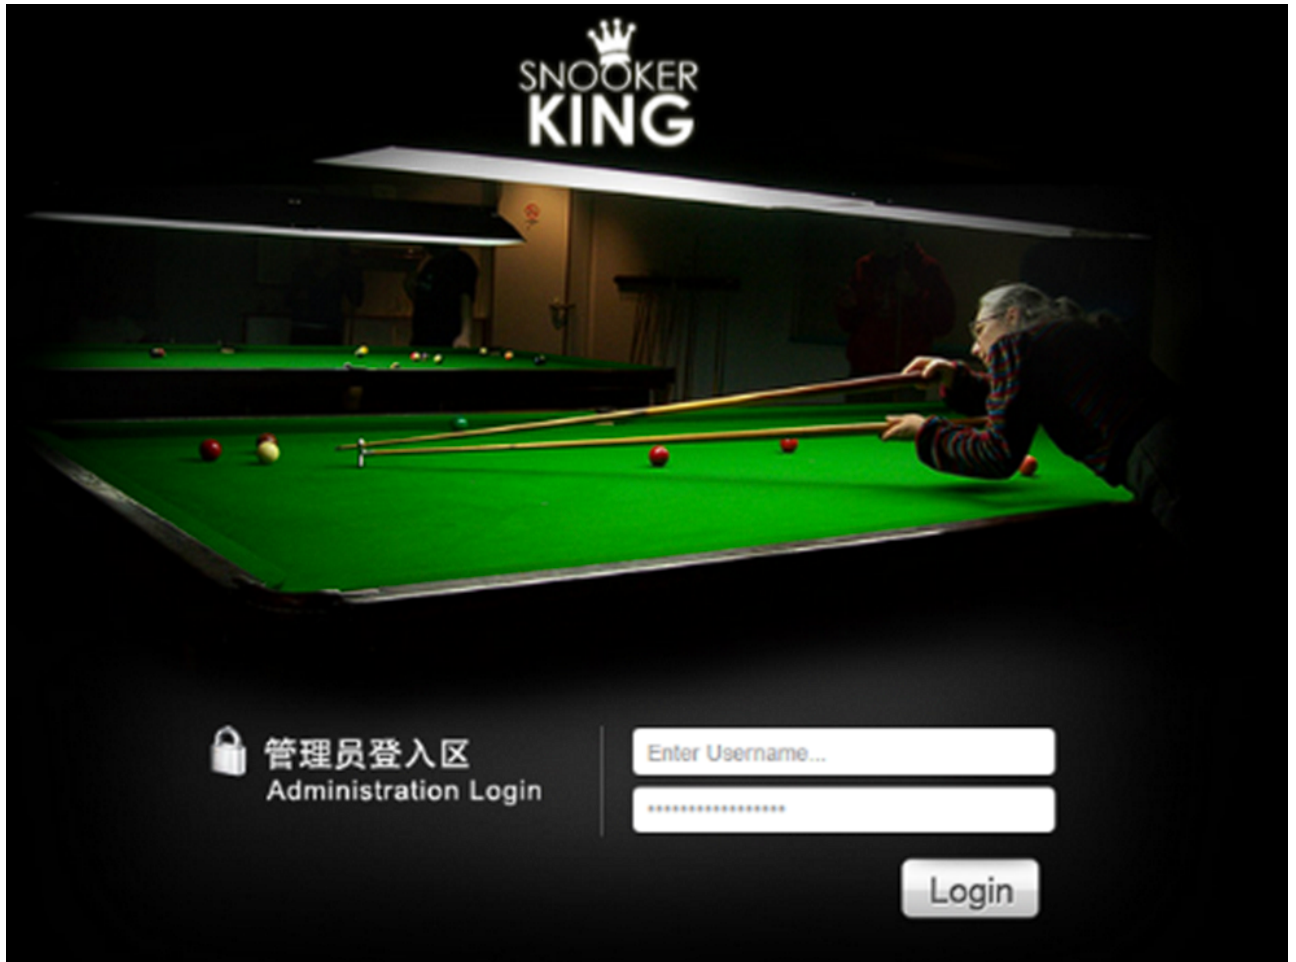 SNOOKER
KING
管理员登入区
Administration Login
Enter Username...
•••••••••••••••••
Login